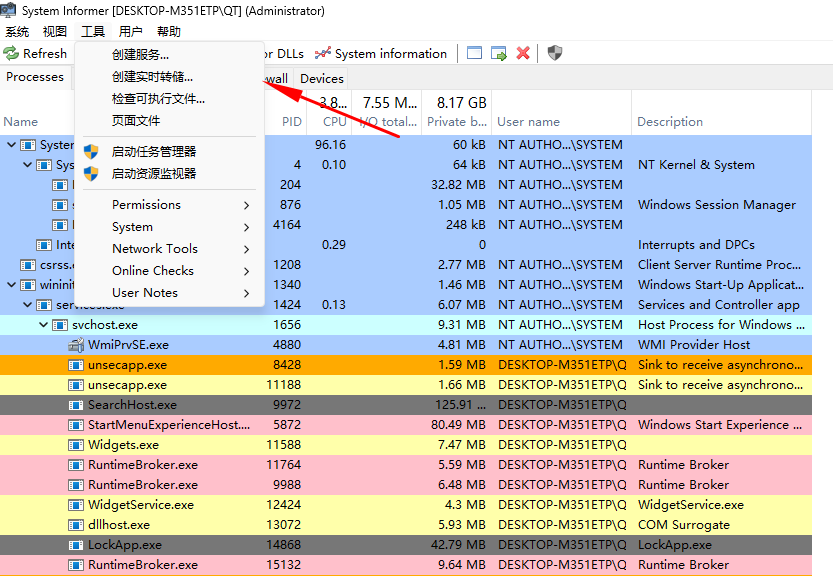 System Informer [DESKTOP-M351ETP\QT] (Administrator)
系统 视图 工具 用户 帮助
Refresh or DLLs System information
Processes wall Devices
创建服务...
创建实时转储...
检查可执行文件...
页面文件
启动任务管理器
启动资源监视器
Permissions
System
Network Tools
Online Checks
User Notes
3.8... 7.55 M... 8.17 GB
Name PID CPU I/O total... Private b... User name Description
System 96.16 60 kB NT AUTHO...\SYSTEM
Sys 4 0.10 64 kB NT AUTHO...\SYSTEM NT Kernel & System
204 32.82 MB NT AUTHO...\SYSTEM
876 1.05 MB NT AUTHO...\SYSTEM Windows Session Manager
4164 248 kB NT AUTHO...\SYSTEM
Inte 0.29 0 Interrupts and DPCs
csrss. 1208 2.77 MB NT AUTHO...\SYSTEM Client Server Runtime Proc...
wininit 1340 1.46 MB NT AUTHO...\SYSTEM Windows Start-Up Applicat...
services.exe 1424 0.13 6.07 MB NT AUTHO...\SYSTEM Services and Controller app
svchost.exe 1656 9.31 MB NT AUTHO...\SYSTEM Host Process for Windows ...
WmiPrvSE.exe 4880 4.81 MB NT AUTHO...\SYSTEM WMI Provider Host
unsecapp.exe 8428 1.59 MB DESKTOP-M351ETP\Q Sink to receive asynchrono...
unsecapp.exe 11188 1.66 MB DESKTOP-M351ETP\Q Sink to receive asynchrono...
SearchHost.exe 9972 125.91 ... DESKTOP-M351ETP\Q
StartMenuExperienceHost.... 5872 80.49 MB DESKTOP-M351ETP\Q Windows Start Experience ...
Widgets.exe 11588 7.47 MB DESKTOP-M351ETP\Q
RuntimeBroker.exe 11764 5.59 MB DESKTOP-M351ETP\Q Runtime Broker
RuntimeBroker.exe 9988 6.48 MB DESKTOP-M351ETP\Q Runtime Broker
WidgetService.exe 12424 4.3 MB DESKTOP-M351ETP\Q WidgetService.exe
dllhost.exe 13072 5.93 MB DESKTOP-M351ETP\Q COM Surrogate
LockApp.exe 14868 42.79 MB DESKTOP-M351ETP\Q LockApp.exe
RuntimeBroker.exe 15132 9.64 MB DESKTOP-M351ETP\Q Runtime Broker